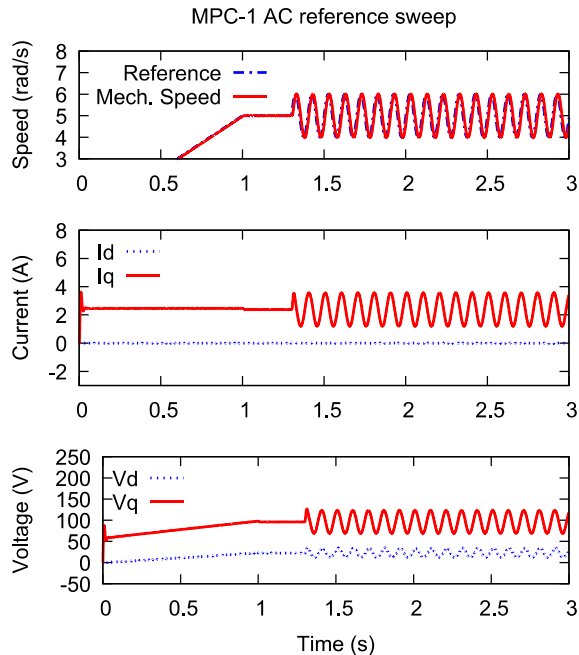 MPC-1 AC reference sweep
Speed (rad/s)
8
7
6
5
4
3
Reference
Mech. Speed
0 0.5 1 1.5 2 2.5 3
Current (A)
8
6
4
2
0
-2
Id
Iq
0 0.5 1 1.5 2 2.5 3
Voltage (V)
250
200
150
100
50
0
-50
Vd
Vq
0 0.5 1 1.5 2 2.5 3
Time (s)